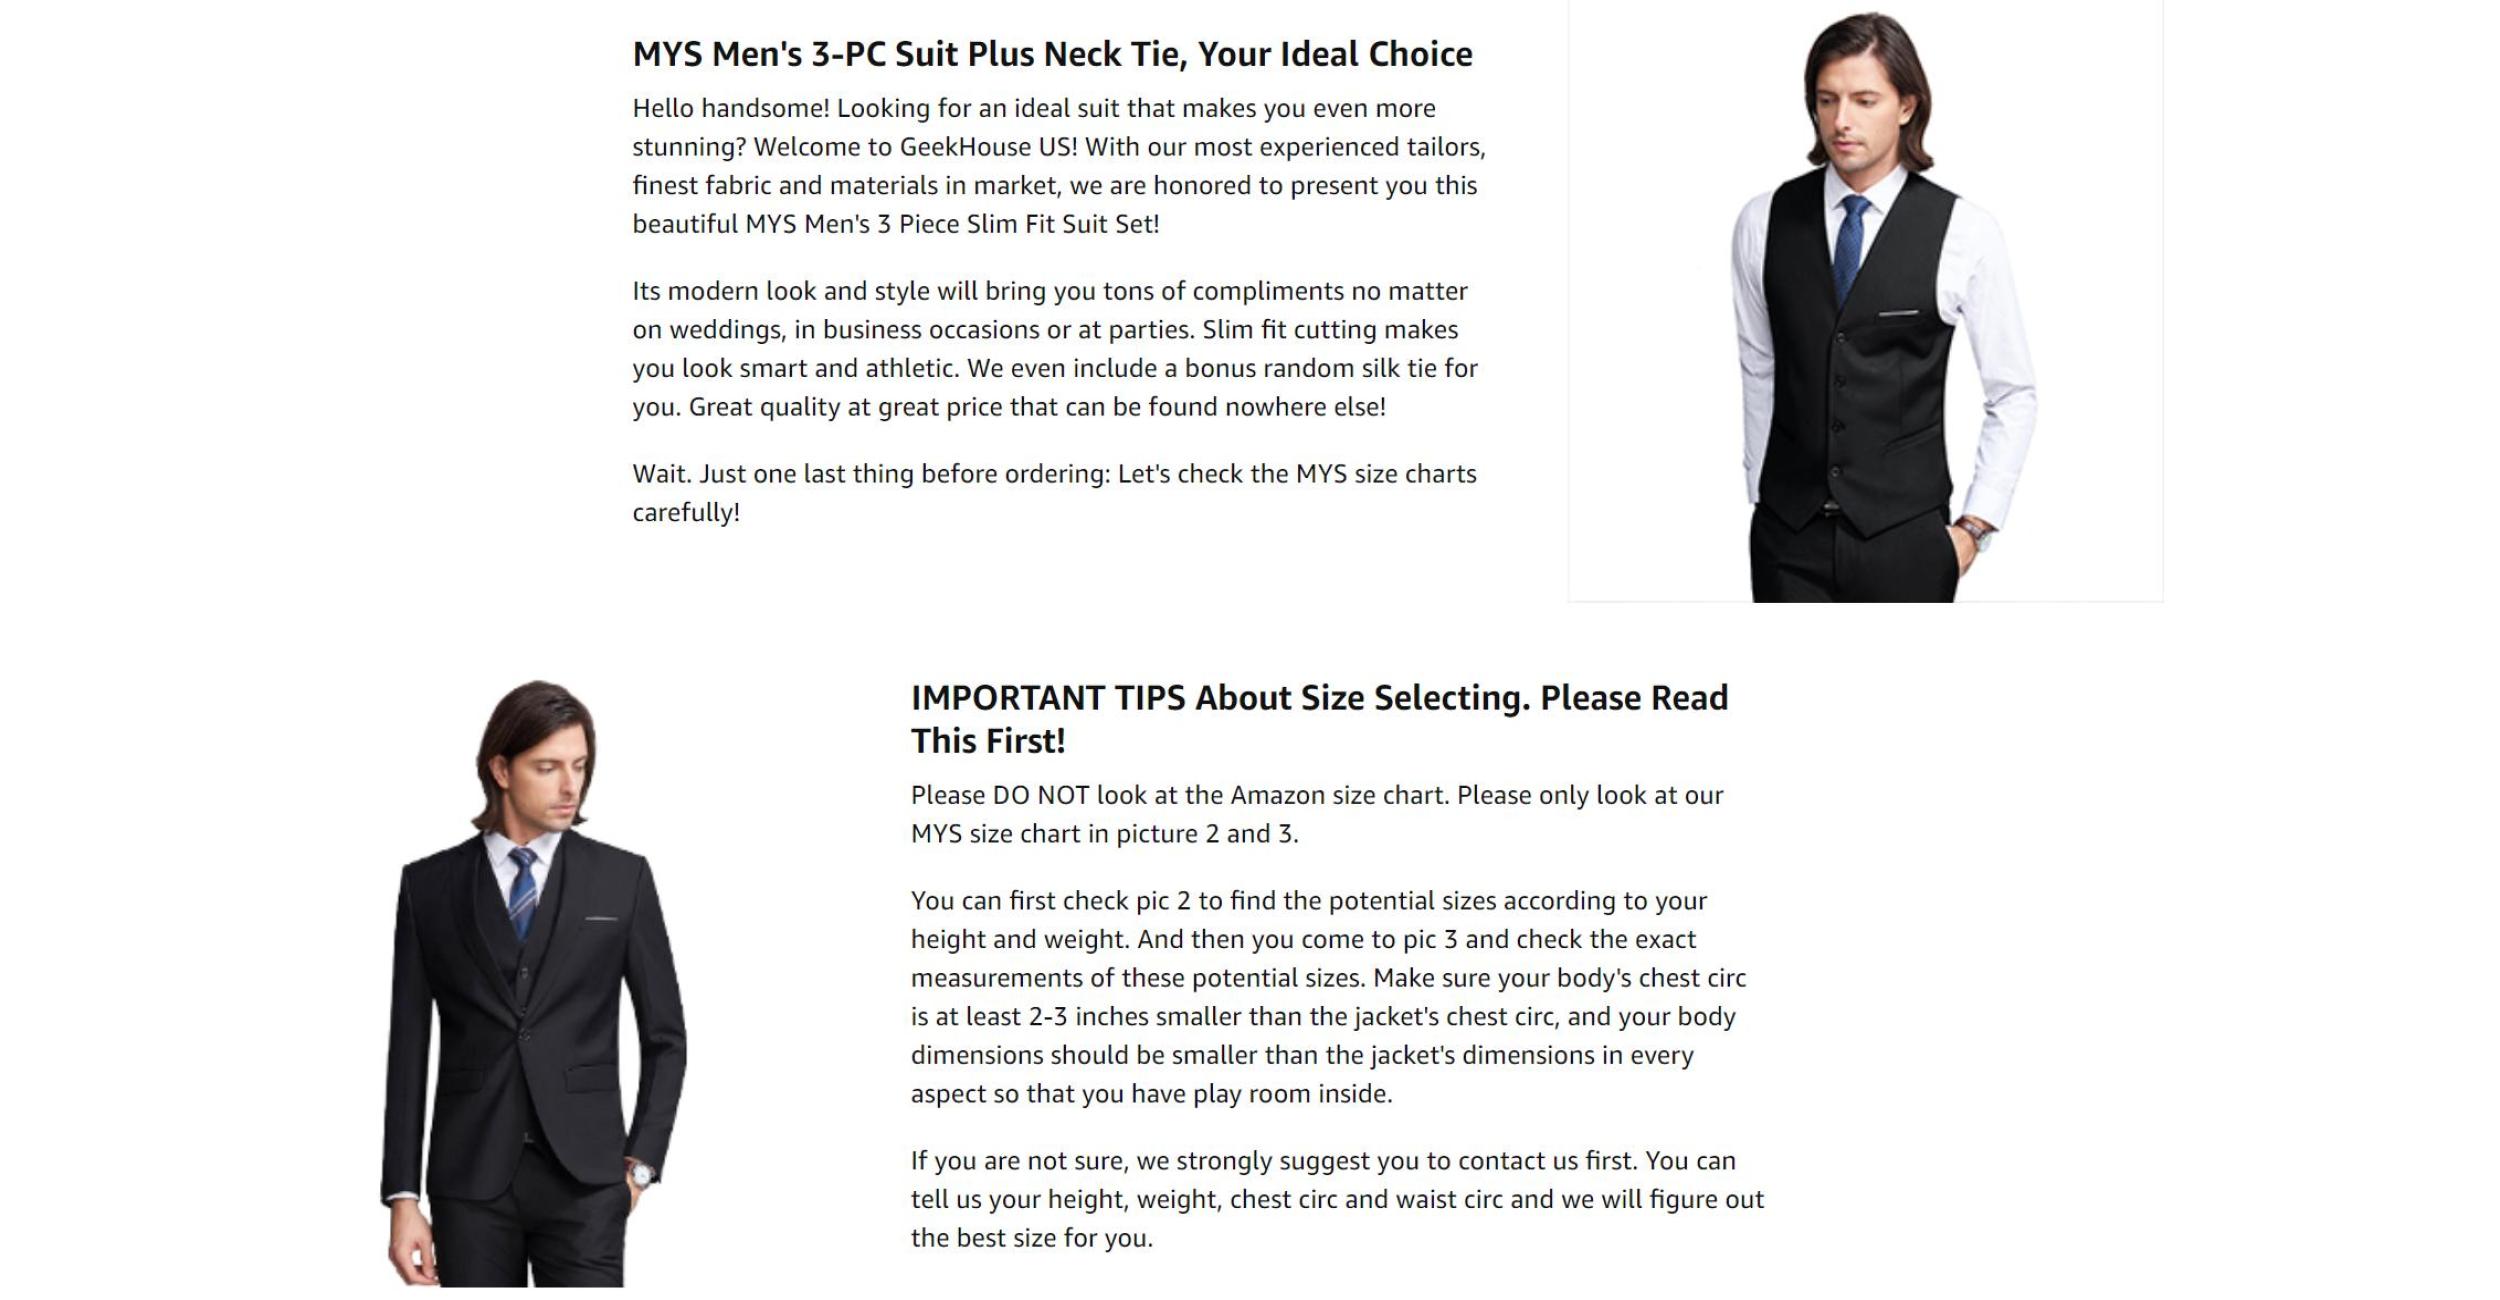 MYS Men's 3-PC Suit Plus Neck Tie, Your Ideal Choice
Hello handsome! Looking for an ideal suit that makes you even more
stunning? Welcome to GeekHouse US! With our most experienced tailors,
finest fabric and materials in market, we are honored to present you this
beautiful MYS Men's 3 Piece Slim Fit Suit Set!
Its modern look and style will bring you tons of compliments no matter
on weddings, in business occasions or at parties. Slim fit cutting makes
you look smart and athletic. We even include a bonus random silk tie for
you. Great quality at great price that can be found nowhere else!
Wait. Just one last thing before ordering: Let's check the MYS size charts
carefully!
IMPORTANT TIPS About Size Selecting. Please Read
This First!
Please DO NOT look at the Amazon size chart. Please only look at our
MYS size chart in picture 2 and 3.
You can first check pic 2 to find the potential sizes according to your
height and weight. And then you come to pic 3 and check the exact
measurements of these potential sizes. Make sure your body's chest circ
is at least 2-3 inches smaller than the jacket's chest circ, and your body
dimensions should be smaller than the jacket's dimensions in every
aspect so that you have play room inside.
If you are not sure, we strongly suggest you to contact us first. You can
tell us your height, weight, chest circ and waist circ and we will figure out
the best size for you.